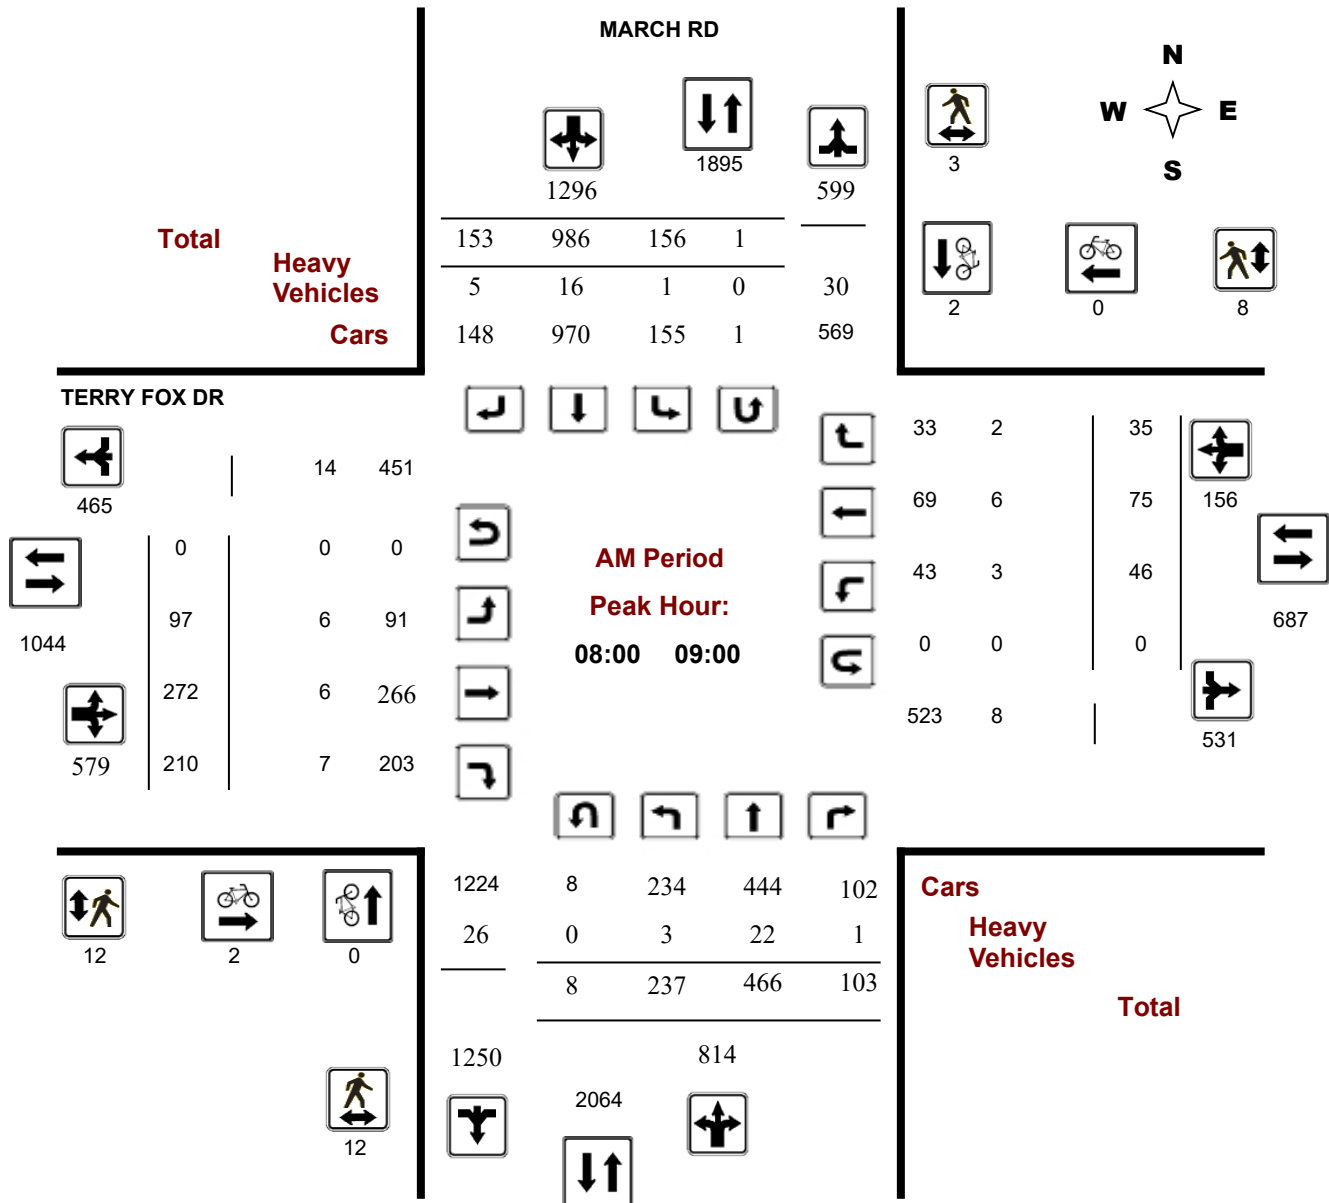 MARCH RD
N
W E
S
1895
3
1296
599
Total
153 986 156 1
Heavy
Vehicles
5 16 1 0 30
2 0 8
Cars
148 970 155 1 569
TERRY FOX DR
33 2 35
14 451
465
69 6 75 156
0 0 0
AM Period
43 3 46
Peak Hour:
97 6 91
687
1044
08:00 09:00
0 0 0
272 6 266
523 8
531
579 210 7 203
1224 8 234 444 102
Cars
26 0 3 22 1
Heavy
Vehicles
12 2 0
8 237 466 103
Total
1250 814
2064
12